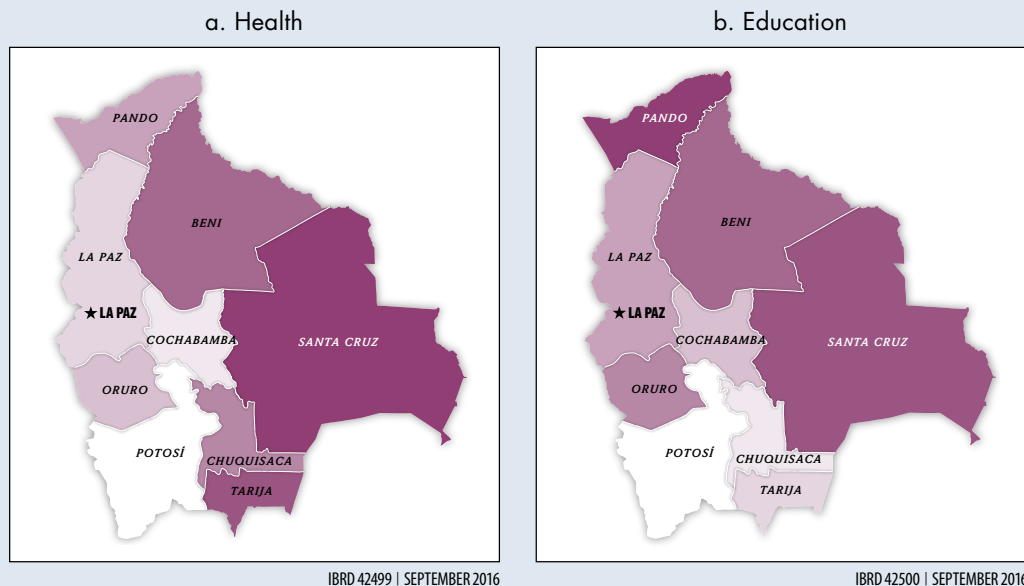 a. Health
PANDO
BENI
LA PAZ
★ LA PAZ
COCHABAMBA
SANTA CRUZ
ORURO
POTOSÍ
CHUQUISACA
TARIJA
IBRD 42499 | SEPTEMBER 2016
b. Education
PANDO
BENI
LA PAZ
★ LA PAZ
COCHABAMBA
SANTA CRUZ
ORURO
POTOSÍ
CHUQUISACA
TARIJA
IBRD 42500 | SEPTEMBER 2016